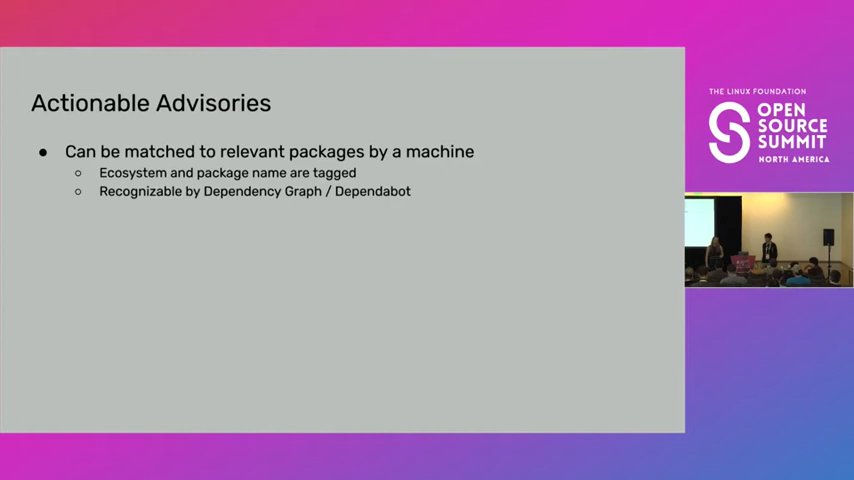 Actionable Advisories
● Can be matched to relevant packages by a machine
○ Ecosystem and package name are tagged
○ Recognizable by Dependency Graph / Dependabot
THE LINUX FOUNDATION
OPEN
SOURCE
SUMMIT
NORTH AMERICA